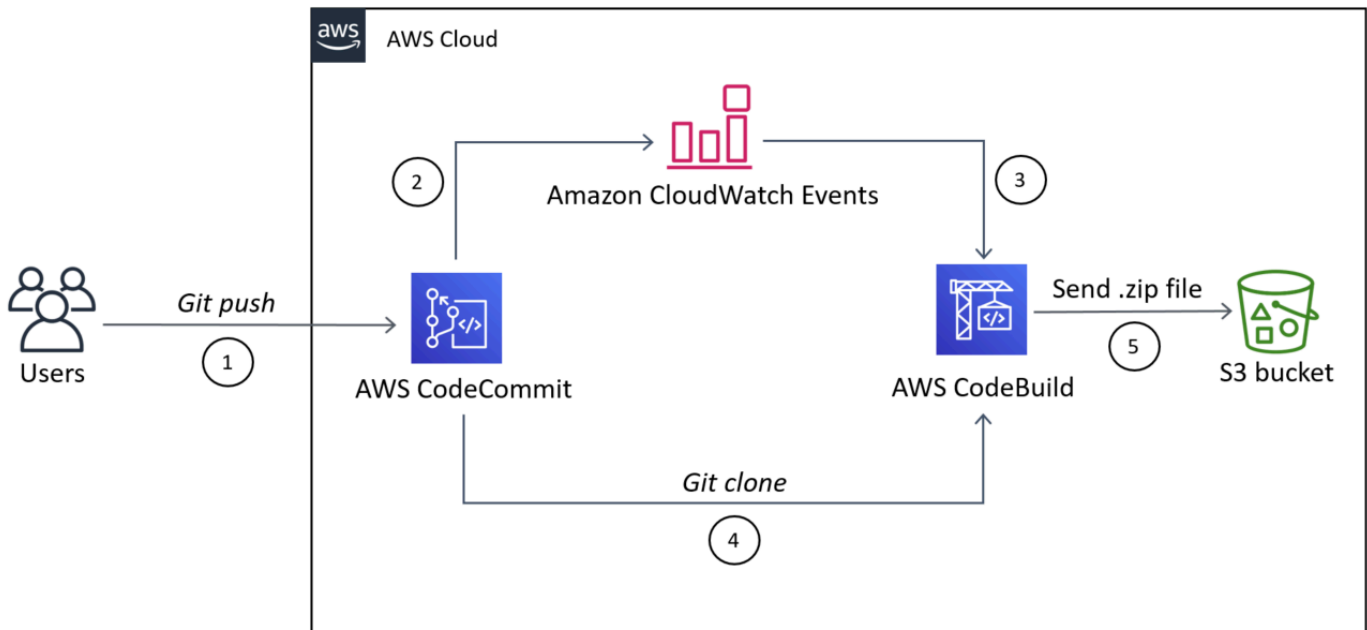 aws
AWS Cloud
2
Amazon CloudWatch Events
3
Git push
1
Users
AWS CodeCommit
</>
AWS CodeBuild
</>
Send .zip file
5
S3 bucket
Git clone
4